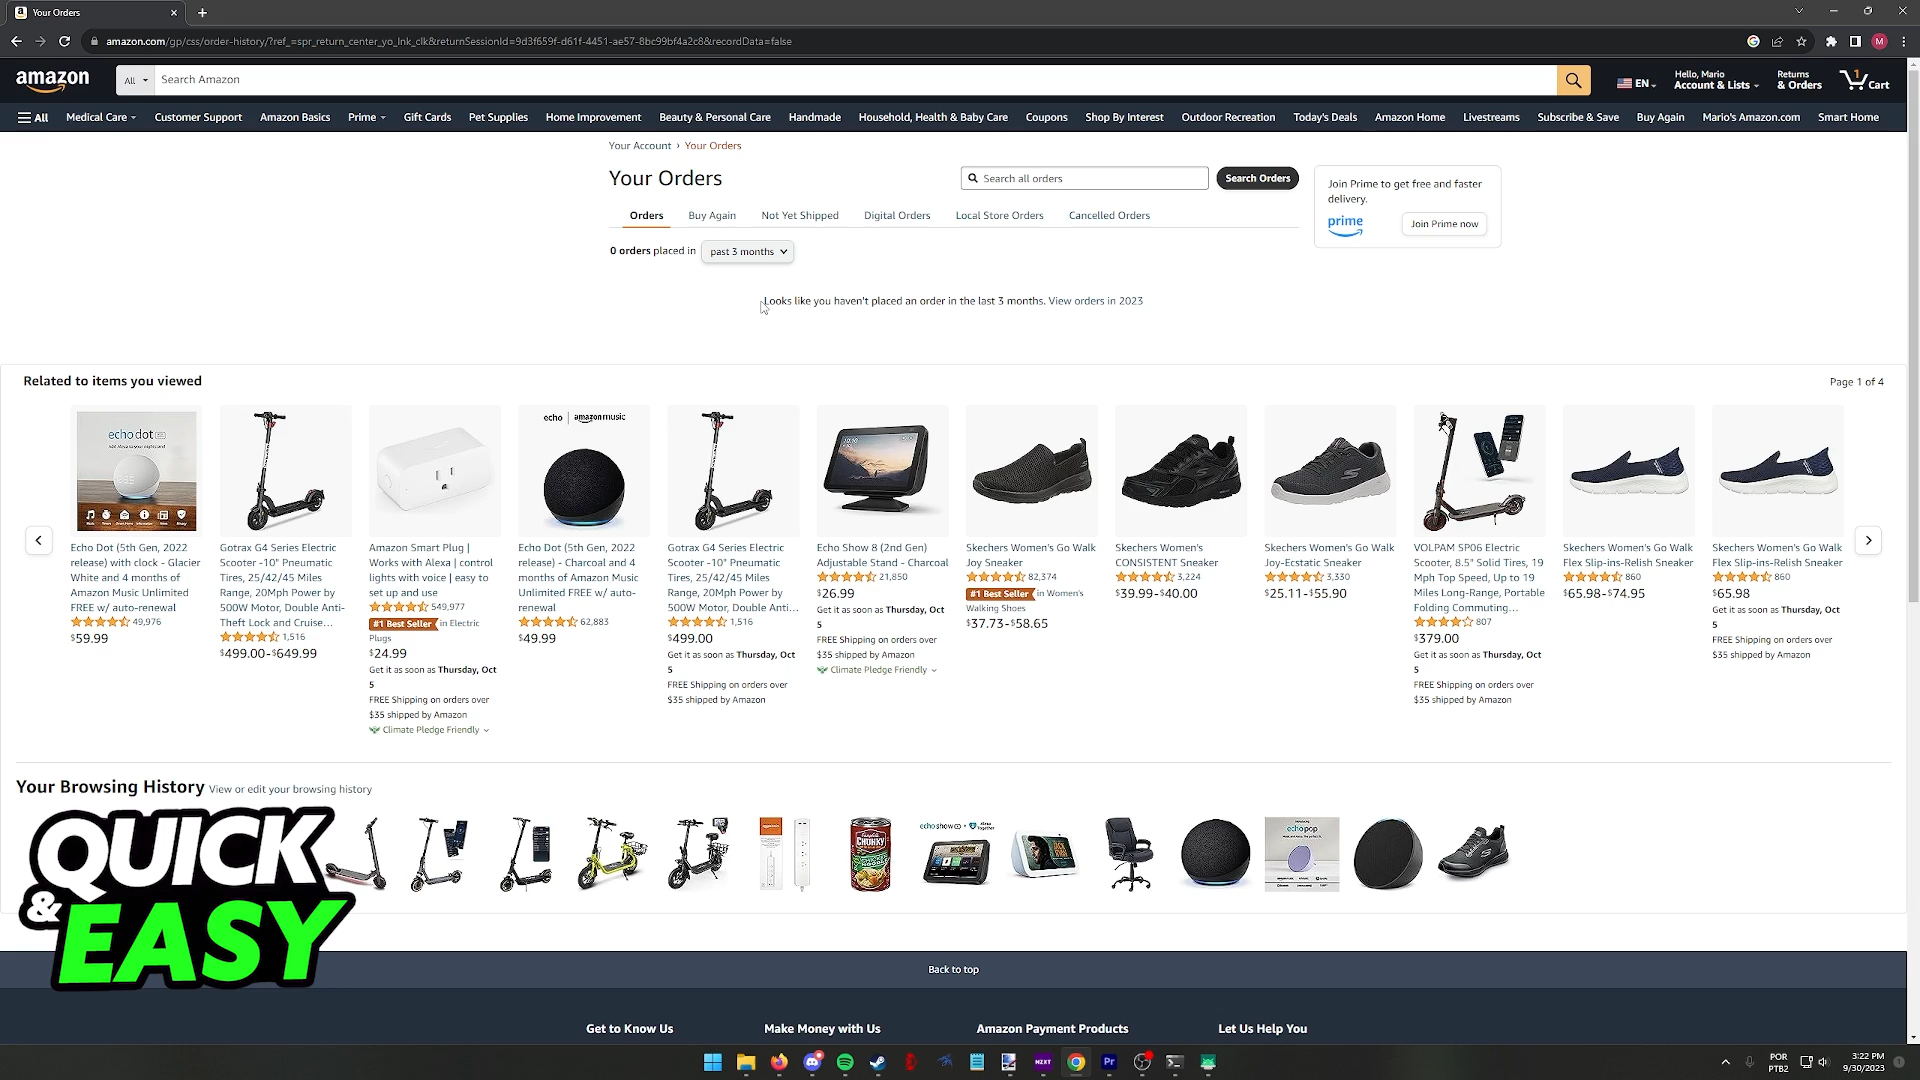 Your Orders
amazon.com/gp/css/order-history/?ref_=spr_return_center_yo_lnk_clk&returnSessionId=9d3f659f-d61f-4451-ae57-8bc99bf4a2c8&recordData=false
M
amazon
All
Search Amazon
EN
Hello, Mario
Account & Lists
Returns
& Orders
1
Cart
All
Medical Care
Customer Support
Amazon Basics
Prime
Gift Cards
Pet Supplies
Home Improvement
Beauty & Personal Care
Handmade
Household, Health & Baby Care
Coupons
Shop By Interest
Outdoor Recreation
Today's Deals
Amazon Home
Livestreams
Subscribe & Save
Buy Again
Mario's Amazon.com
Smart Home
Your Account › Your Orders
Your Orders
Search all orders
Search Orders
Join Prime to get free and faster
delivery.
prime
Join Prime now
Orders
Buy Again
Not Yet Shipped
Digital Orders
Local Store Orders
Cancelled Orders
0 orders placed in
past 3 months
Looks like you haven't placed an order in the last 3 months. View orders in 2023
Related to items you viewed
Page 1 of 4
echo dot
Echo Dot (5th Gen, 2022
release) with clock - Glacier
White and 4 months of
Amazon Music Unlimited
FREE w/ auto-renewal
49,976
$59.99
Gotrax G4 Series Electric
Scooter -10" Pneumatic
Tires, 25/42/45 Miles
Range, 20Mph Power by
500W Motor, Double Anti-
Theft Lock and Cruise...
1,516
$499.00-$649.99
Amazon Smart Plug |
Works with Alexa | control
lights with voice | easy to
set up and use
549,977
#1 Best Seller in Electric
Plugs
$24.99
Get it as soon as Thursday, Oct
5
FREE Shipping on orders over
$35 shipped by Amazon
Climate Pledge Friendly
echo | amazon music
Echo Dot (5th Gen, 2022
release) - Charcoal and 4
months of Amazon Music
Unlimited FREE w/ auto-
renewal
62,883
$49.99
Gotrax G4 Series Electric
Scooter -10" Pneumatic
Tires, 25/42/45 Miles
Range, 20Mph Power by
500W Motor, Double Anti...
1,516
$499.00
Get it as soon as Thursday, Oct
5
FREE Shipping on orders over
$35 shipped by Amazon
Echo Show 8 (2nd Gen)
Adjustable Stand - Charcoal
21,850
$26.99
Get it as soon as Thursday, Oct
5
FREE Shipping on orders over
$35 shipped by Amazon
Climate Pledge Friendly
Skechers Women's Go Walk
Joy Sneaker
82,374
#1 Best Seller in Women's
Walking Shoes
$37.73-$58.65
Skechers Women's
CONSISTENT Sneaker
3,224
$39.99-$40.00
Skechers Women's Go Walk
Joy-Ecstatic Sneaker
3,330
$25.11-$55.90
VOLPAM SP06 Electric
Scooter, 8.5" Solid Tires, 19
Mph Top Speed, Up to 19
Miles Long-Range, Portable
Folding Commuting...
807
$379.00
Get it as soon as Thursday, Oct
5
FREE Shipping on orders over
$35 shipped by Amazon
Skechers Women's Go Walk
Flex Slip-ins-Relish Sneaker
860
$65.98-$74.95
Skechers Women's Go Walk
Flex Slip-ins-Relish Sneaker
860
$65.98
Get it as soon as Thursday, Oct
5
FREE Shipping on orders over
$35 shipped by Amazon
Your Browsing History View or edit your browsing history
CHUNKY
echo show
echo pop
QUICK
& EASY
Back to top
Get to Know Us
Make Money with Us
Amazon Payment Products
Let Us Help You
NZXT
Pr
POR
PTB2
3:22 PM
9/30/2023